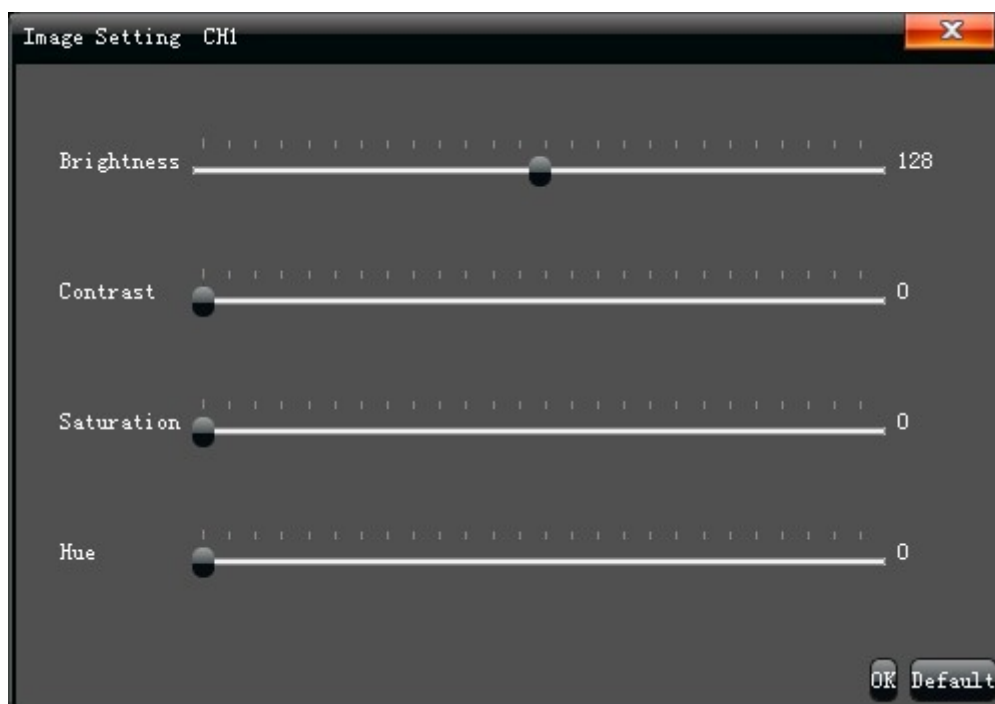 Image Setting CH1
Brightness 128
Contrast 0
Saturation 0
Hue 0
OK Default